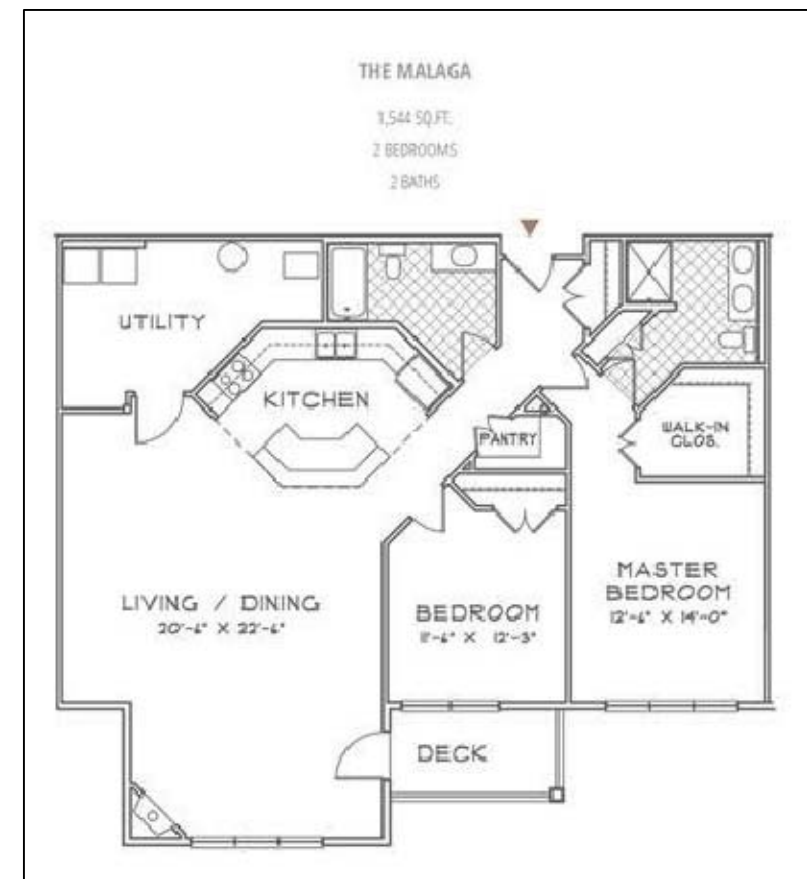 THE MALAGA
1,544 SQ.FT.
2 BEDROOMS
2 BATHS
UTILITY
KITCHEN
PANTRY
WALK-IN
CLOS.
LIVING / DINING
20'-6" X 22'-6"
BEDROOM
11'-6" X 12'-3"
MASTER
BEDROOM
12'-6" X 14'-0"
DECK